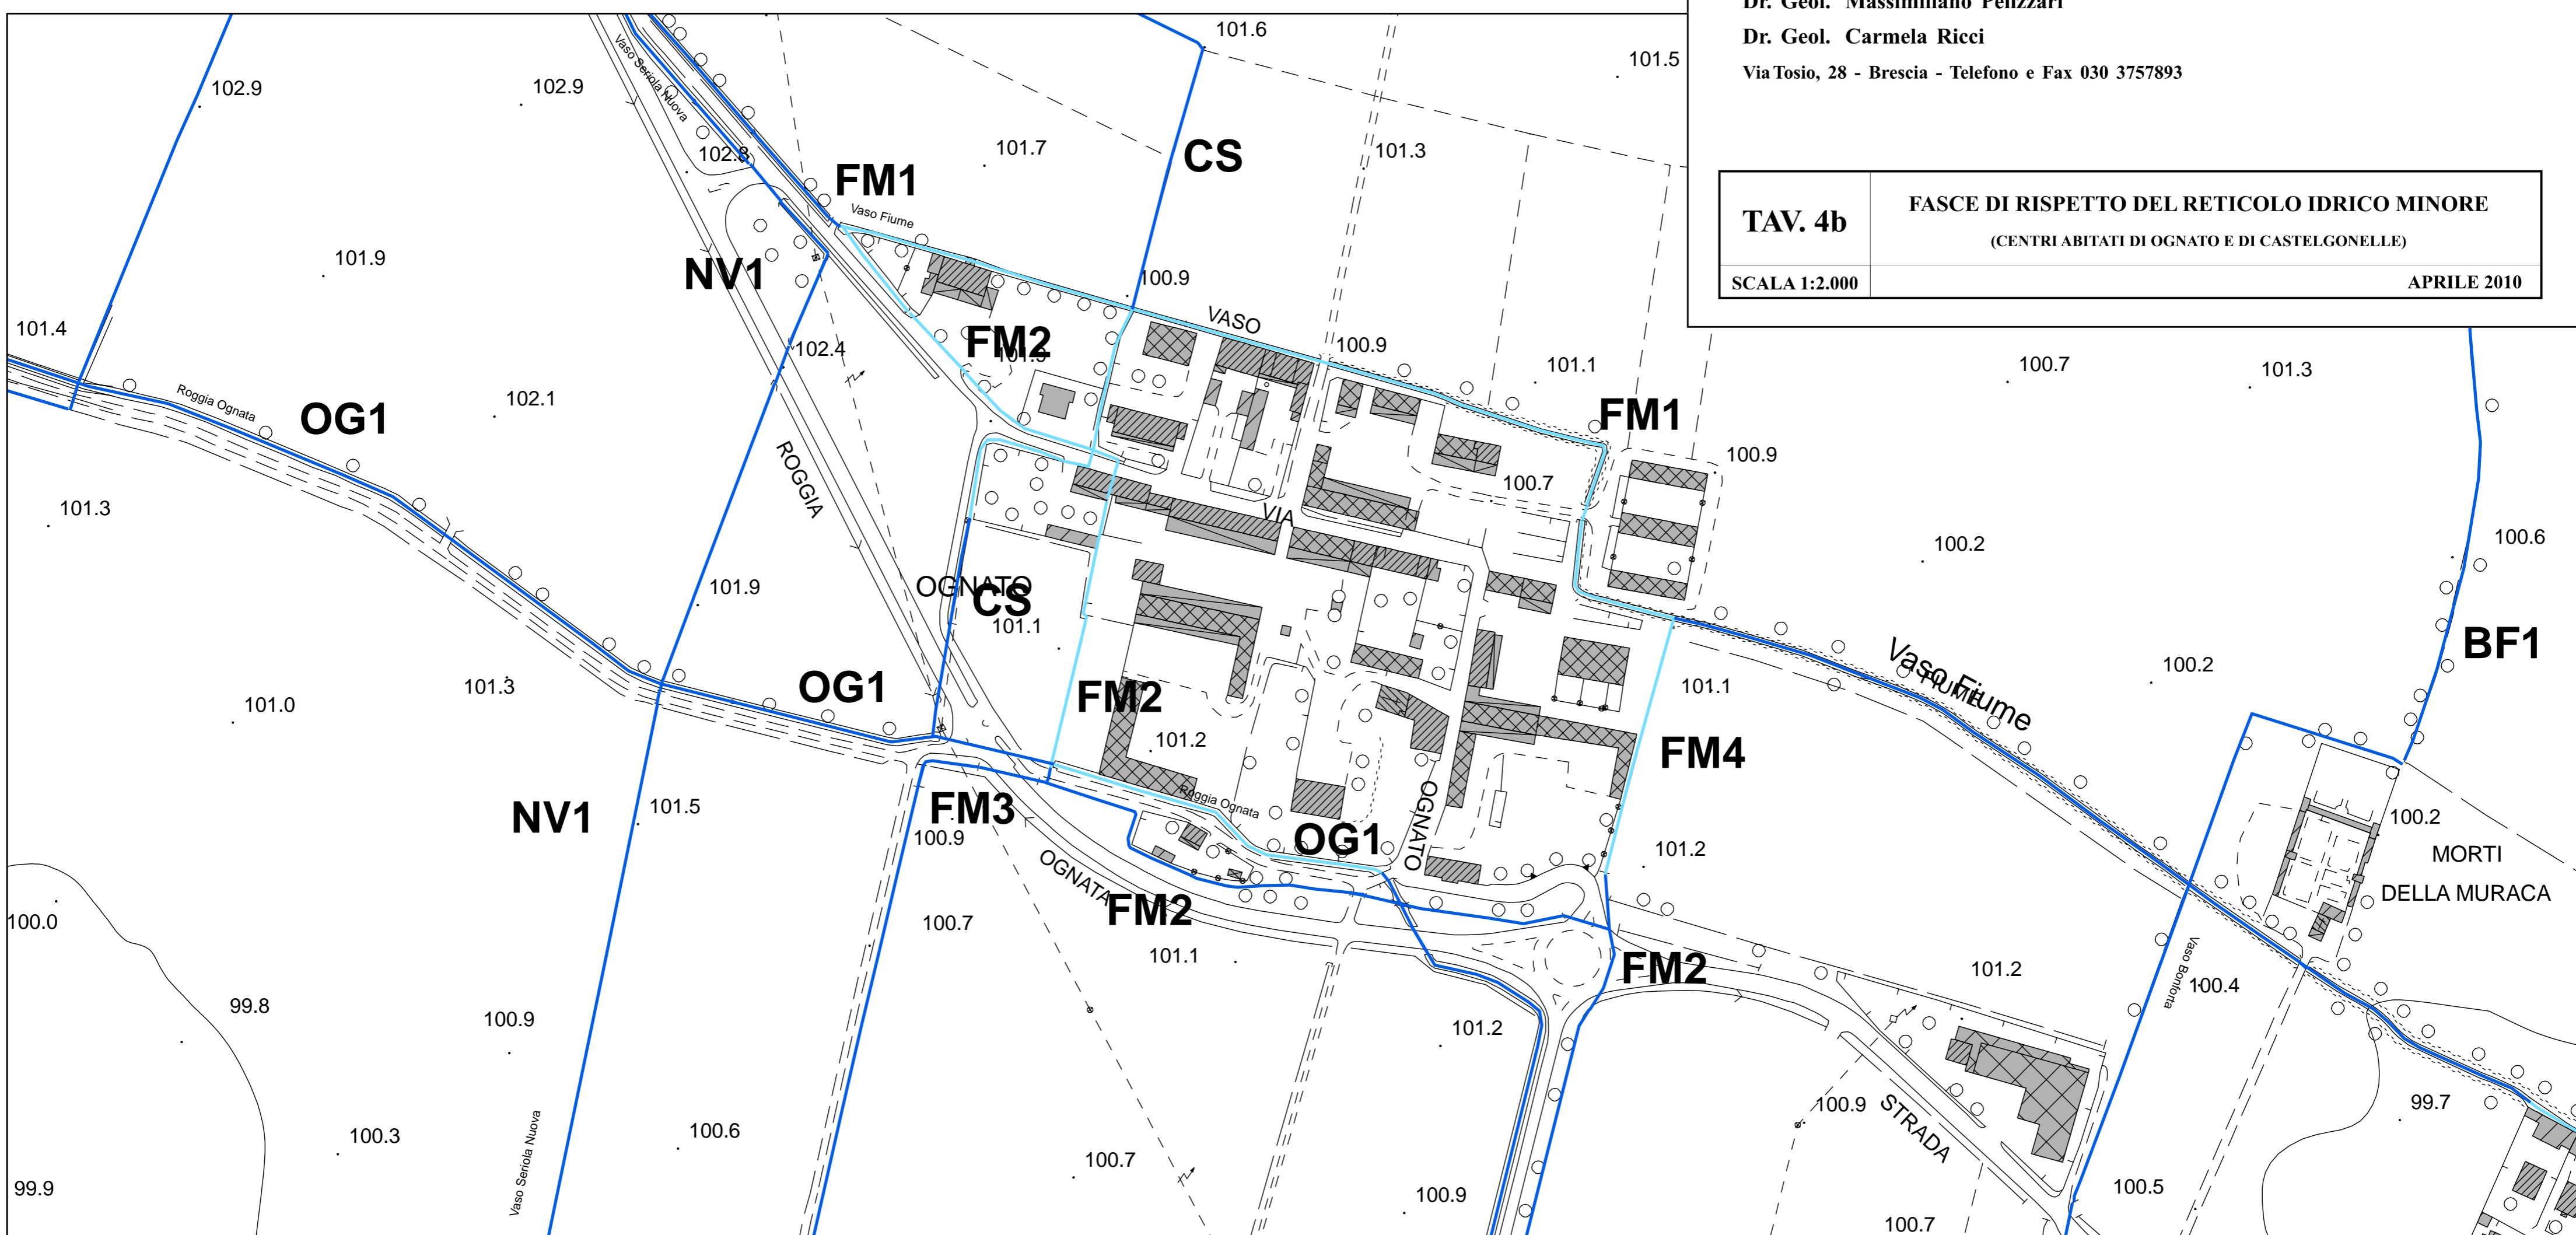 Dr. Geol. Massimiliano Pelizzari
Dr. Geol. Carmela Ricci
Via Tosio, 28 - Brescia - Telefono e Fax 030 3757893
TAV. 4b
FASCE DI RISPETTO DEL RETICOLO IDRICO MINORE
(CENTRI ABITATI DI OGNATO E DI CASTELGONELLE)
SCALA 1:2.000
APRILE 2010
101.6
101.5
102.9
102.9
Vaso Seriola Nuova
102.8
101.7
CS
101.3
FM1
Vaso Fiume
101.9
NV1
100.9
VASO
101.4
102.4
FM2
100.9
101.1
100.7
101.3
Roggia Ognata
OG1
102.1
FM1
100.9
ROGGIA
100.7
101.3
VIA
100.2
100.6
101.9
OGNATO
CS
101.1
Vaso Fiume
FIUME
100.2
BF1
101.0
101.3
OG1
FM2
101.1
101.2
FM4
NV1
101.5
FM3
100.9
Roggia Ognata
OG1
OGNATO
101.2
100.2
MORTI
DELLA MURACA
OGNATA
FM2
100.0
100.7
101.1
FM2
101.2
Vaso Bonforta
100.4
99.8
100.9
101.2
100.9
STRADA
99.7
100.3
100.6
Vaso Seriola Nuova
100.7
100.9
100.5
99.9
100.7